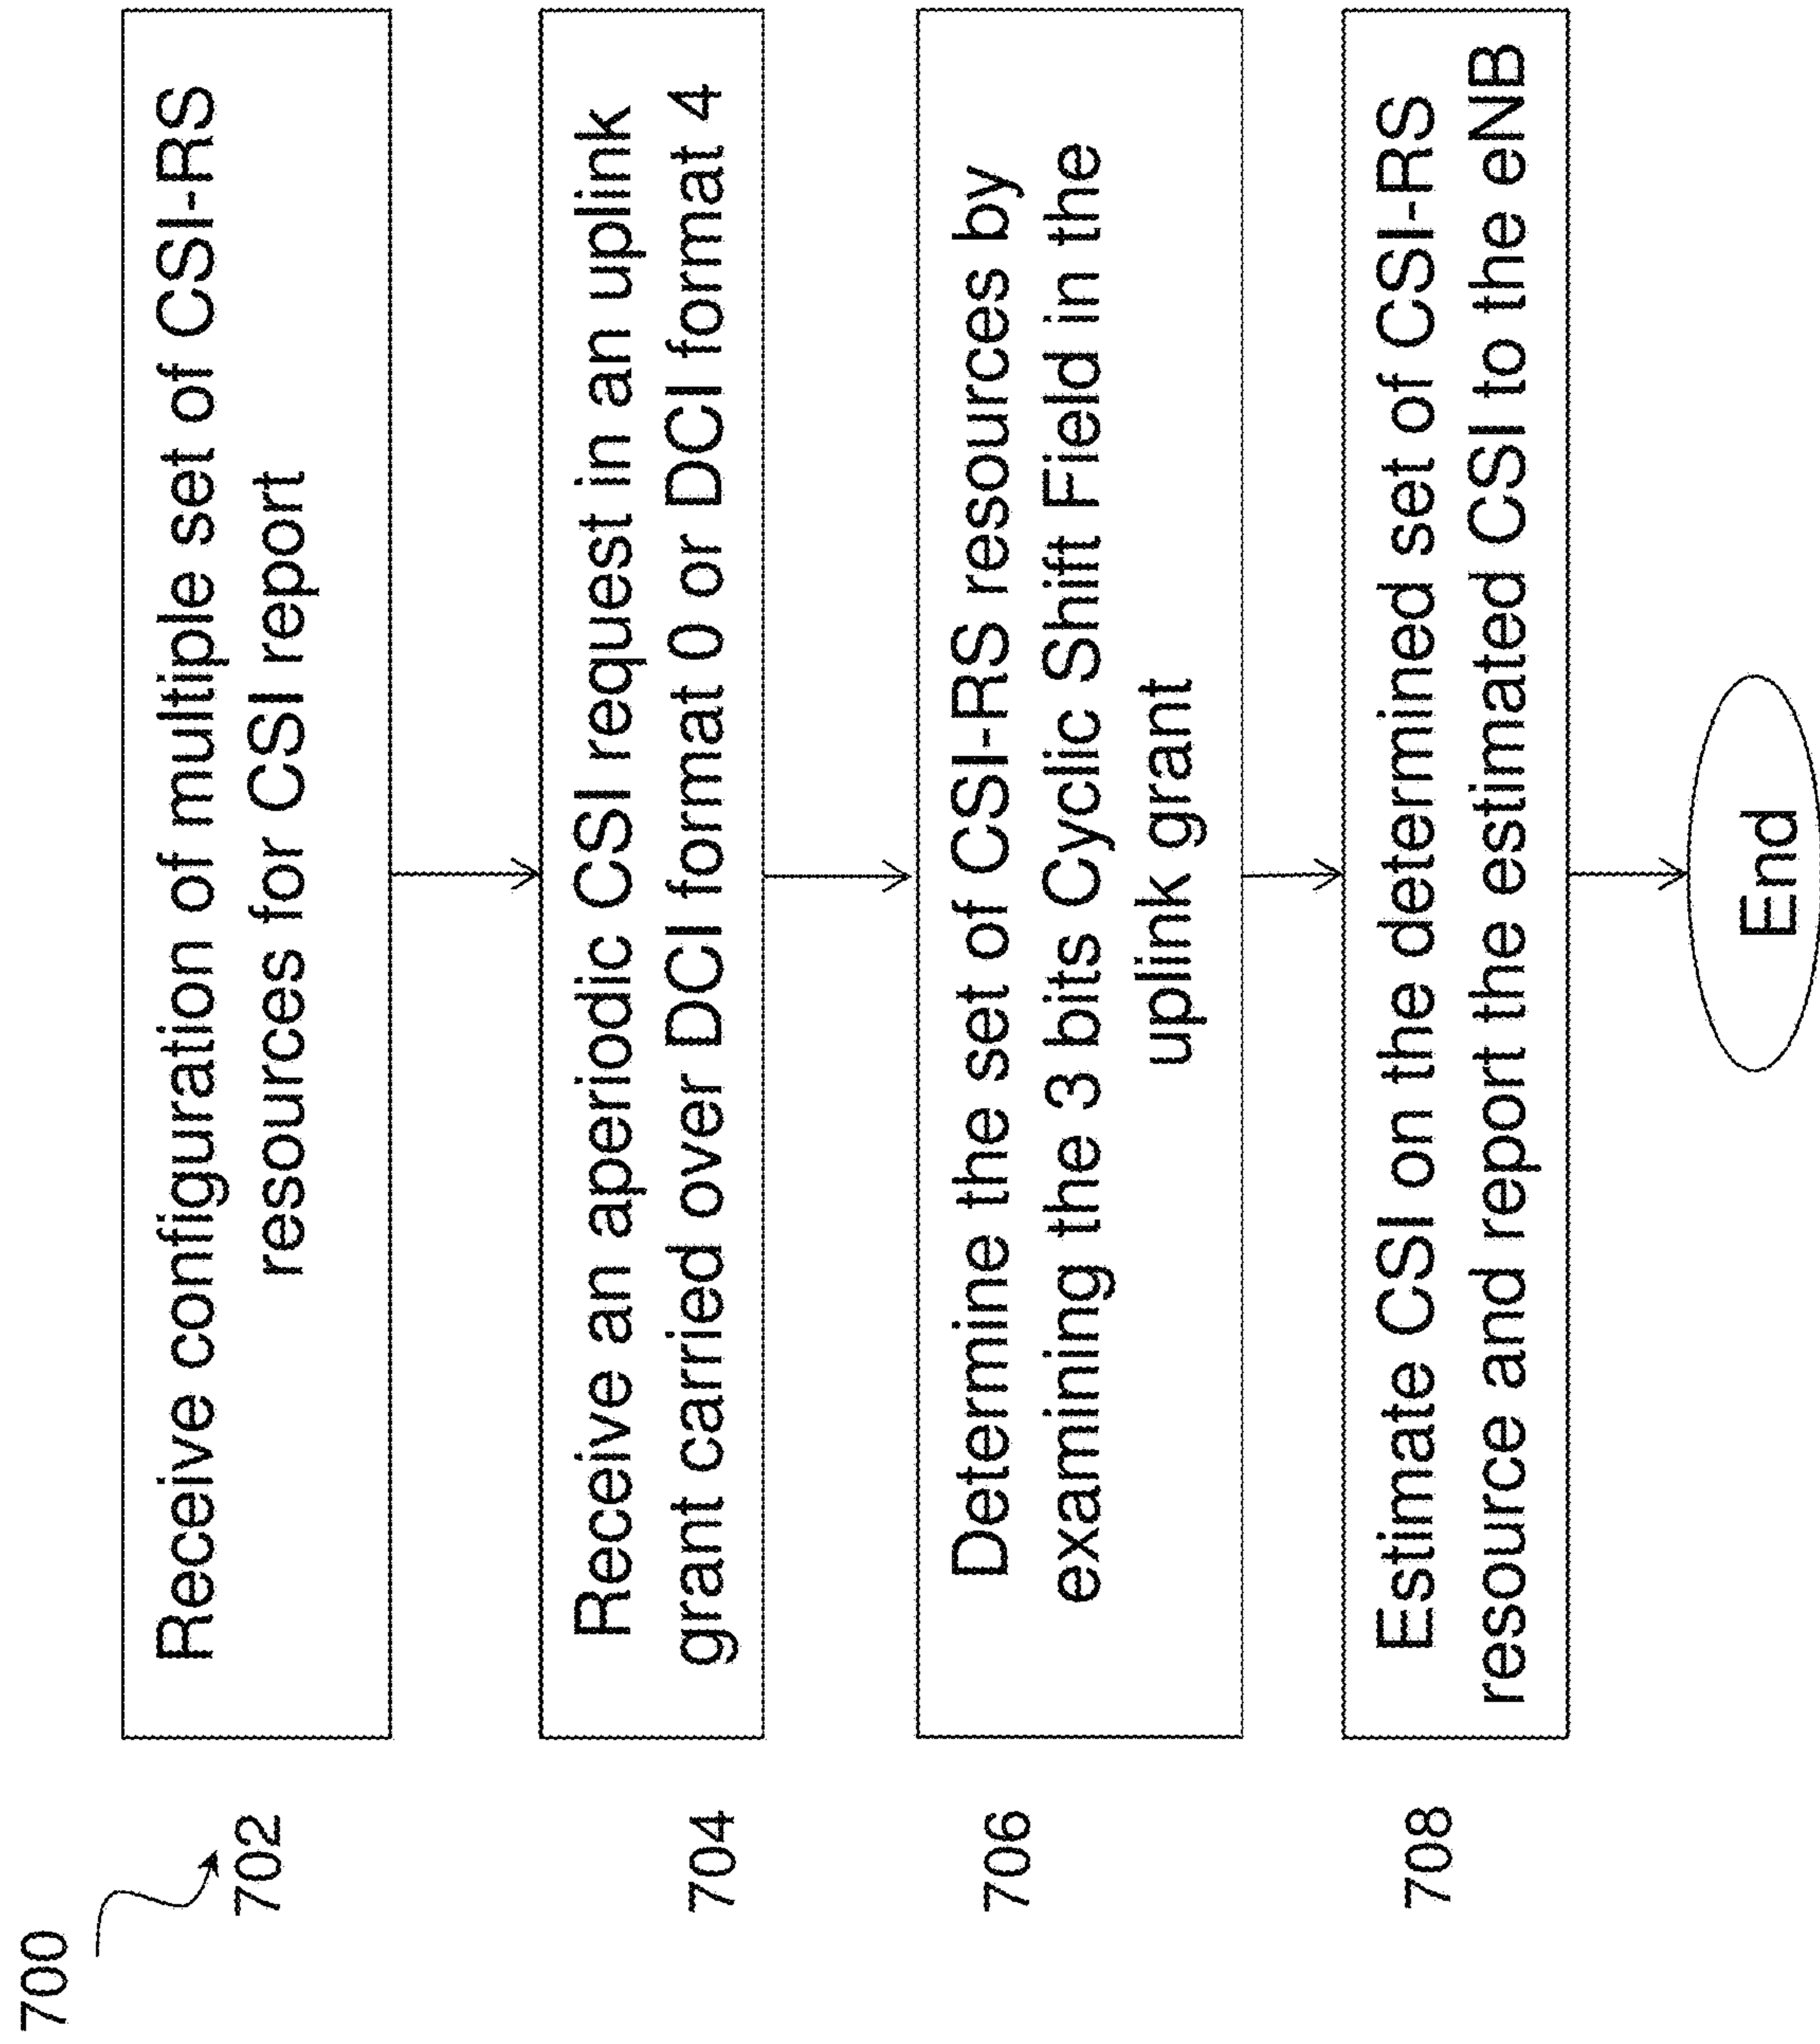 700
702
Receive configuration of multiple set of CSI-RS
resources for CSI report
704
Receive an aperiodic CSI request in an uplink
grant carried over DCI format 0 or DCI format 4
706
Determine the set of CSI-RS resources by
examining the 3 bits Cyclic Shift Field in the
uplink grant
708
Estimate CSI on the determined set of CSI-RS
resource and report the estimated CSI to the eNB
End